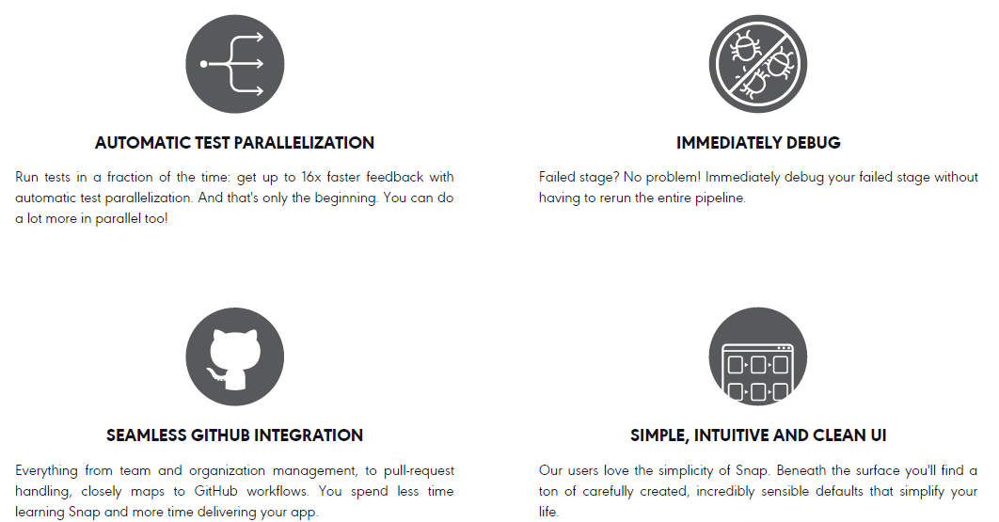 AUTOMATIC TEST PARALLELIZATION
Run tests in a fraction of the time: get up to 16x faster feedback with
automatic test parallelization. And that's only the beginning. You can do
a lot more in parallel too!
IMMEDIATELY DEBUG
Failed stage? No problem! Immediately debug your failed stage without
having to rerun the entire pipeline.
SEAMLESS GITHUB INTEGRATION
Everything from team and organization management, to pull-request
handling, closely maps to GitHub workflows. You spend less time
learning Snap and more time delivering your app.
SIMPLE, INTUITIVE AND CLEAN UI
Our users love the simplicity of Snap. Beneath the surface you'll find a
ton of carefully created, incredibly sensible defaults that simplify your
life.